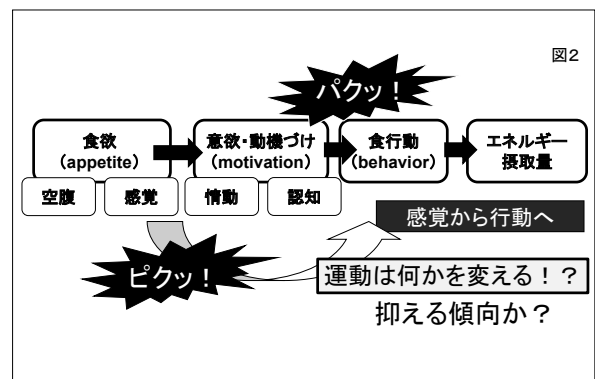 図2
パクッ！
食欲
(appetite)
意欲・動機づけ
(motivation)
食行動
(behavior)
エネルギー
摂取量
空腹
感覚
情動
認知
感覚から行動へ
ピクッ！
運動は何かを変える！？
抑える傾向か？